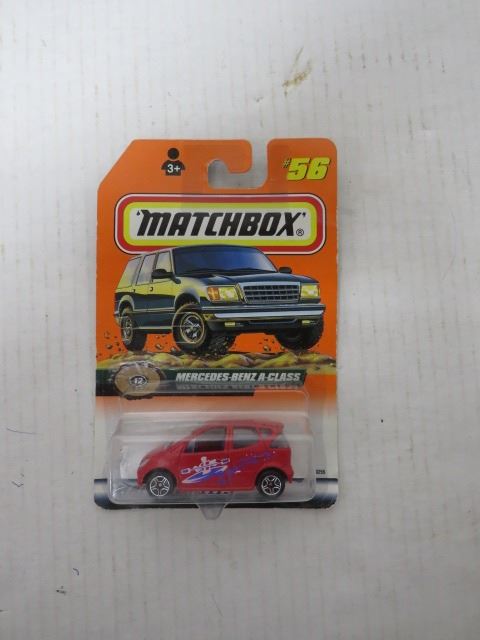 3+
#56
'MATCHBOX'®
MERCEDES-BENZ A-CLASS